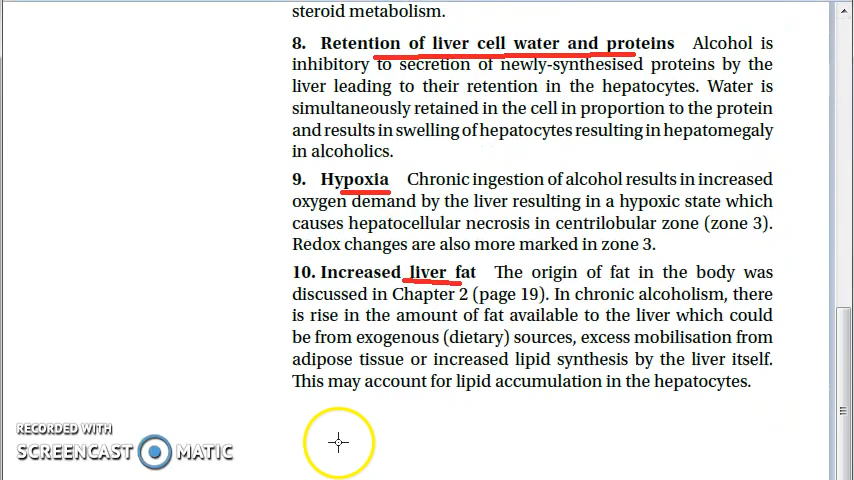 steroid metabolism.
8. Retention of liver cell water and proteins Alcohol is
inhibitory to secretion of newly-synthesised proteins by the
liver leading to their retention in the hepatocytes. Water is
simultaneously retained in the cell in proportion to the protein
and results in swelling of hepatocytes resulting in hepatomegaly
in alcoholics.
9. Hypoxia Chronic ingestion of alcohol results in increased
oxygen demand by the liver resulting in a hypoxic state which
causes hepatocellular necrosis in centrilobular zone (zone 3).
Redox changes are also more marked in zone 3.
10. Increased liver fat The origin of fat in the body was
discussed in Chapter 2 (page 19). In chronic alcoholism, there
is rise in the amount of fat available to the liver which could
be from exogenous (dietary) sources, excess mobilisation from
adipose tissue or increased lipid synthesis by the liver itself.
This may account for lipid accumulation in the hepatocytes.
RECORDED WITH
SCREENCAST MATIC